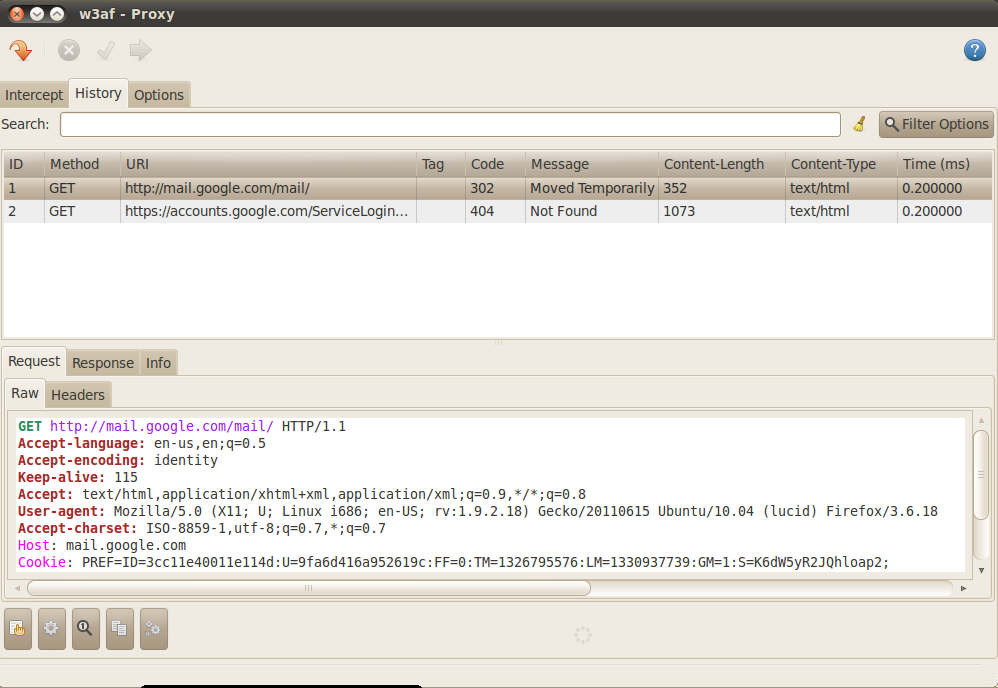 w3af - Proxy
Intercept History Options
Search: Filter Options
ID Method URI Tag Code Message Content-Length Content-Type Time (ms)
1 GET http://mail.google.com/mail/ 302 Moved Temporarily 352 text/html 0.200000
2 GET https://accounts.google.com/ServiceLogin... 404 Not Found 1073 text/html 0.200000
Request Response Info
Raw Headers
GET http://mail.google.com/mail/ HTTP/1.1
Accept-language: en-us,en;q=0.5
Accept-encoding: identity
Keep-alive: 115
Accept: text/html,application/xhtml+xml,application/xml;q=0.9,*/*;q=0.8
User-agent: Mozilla/5.0 (X11; U; Linux i686; en-US; rv:1.9.2.18) Gecko/20110615 Ubuntu/10.04 (lucid) Firefox/3.6.18
Accept-charset: ISO-8859-1,utf-8;q=0.7,*;q=0.7
Host: mail.google.com
Cookie: PREF=ID=3cc11e40011e114d:U=9fa6d416a952619c:FF=0:TM=1326795576:LM=1330937739:GM=1:S=K6dW5yR2JQhloap2;